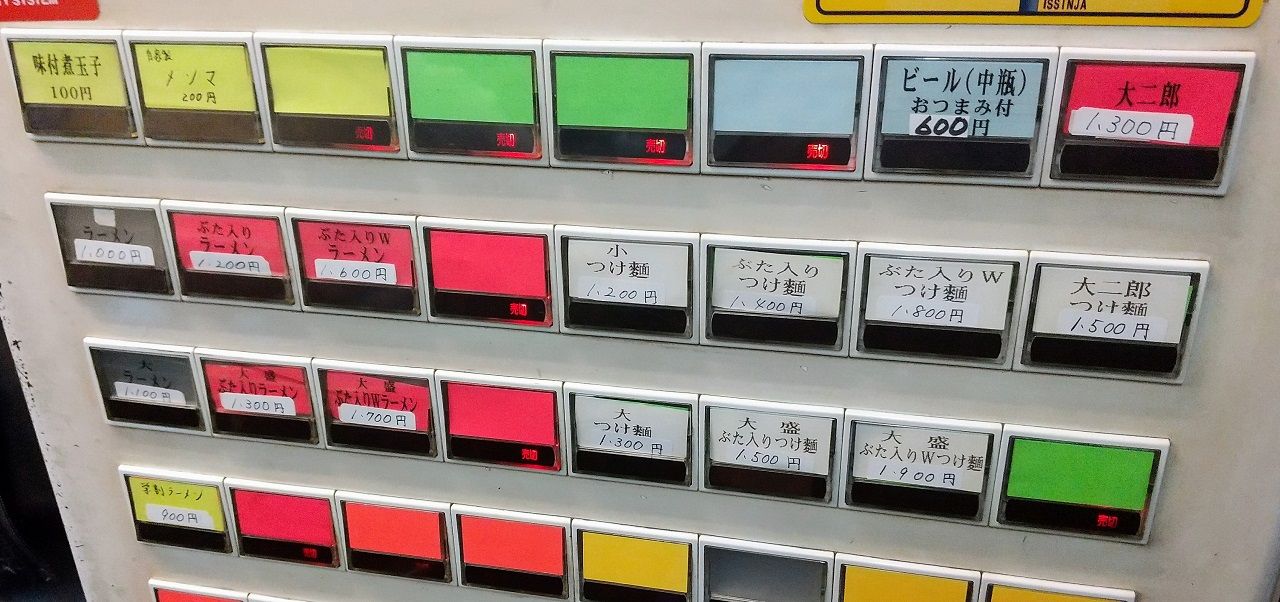 SYSTEM
ISSINJA
味付煮玉子
100円
自家製
メンマ
200円
売切
売切
売切
売切
ビール(中瓶)
おつまみ付
600円
大二郎
1,300円
ラーメン
1,000円
ぶた入り
ラーメン
1,200円
ぶた入りW
ラーメン
1,600円
売切
小
つけ麺
1,200円
ぶた入り
つけ麺
1,400円
ぶた入りW
つけ麺
1,800円
大二郎
つけ麺
1,500円
大
ラーメン
1,100円
大盛
ぶた入りラーメン
1,300円
大盛
ぶた入りWラーメン
1,700円
売切
大
つけ麺
1,300円
大盛
ぶた入りつけ麺
1,500円
大盛
ぶた入りWつけ麺
1,900円
売切
学割ラーメン
900円
売切